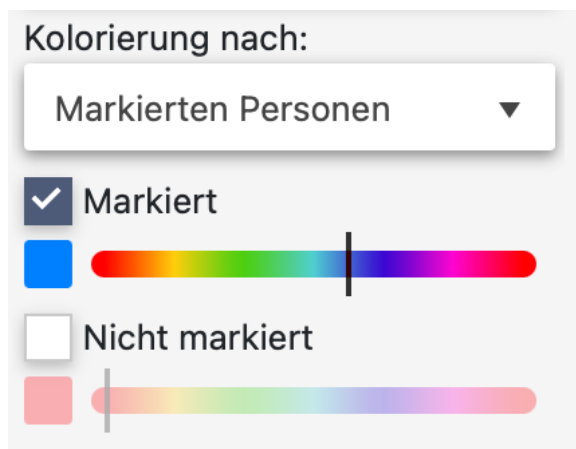 Kolorierung nach:
Markierten Personen
Markiert
Nicht markiert